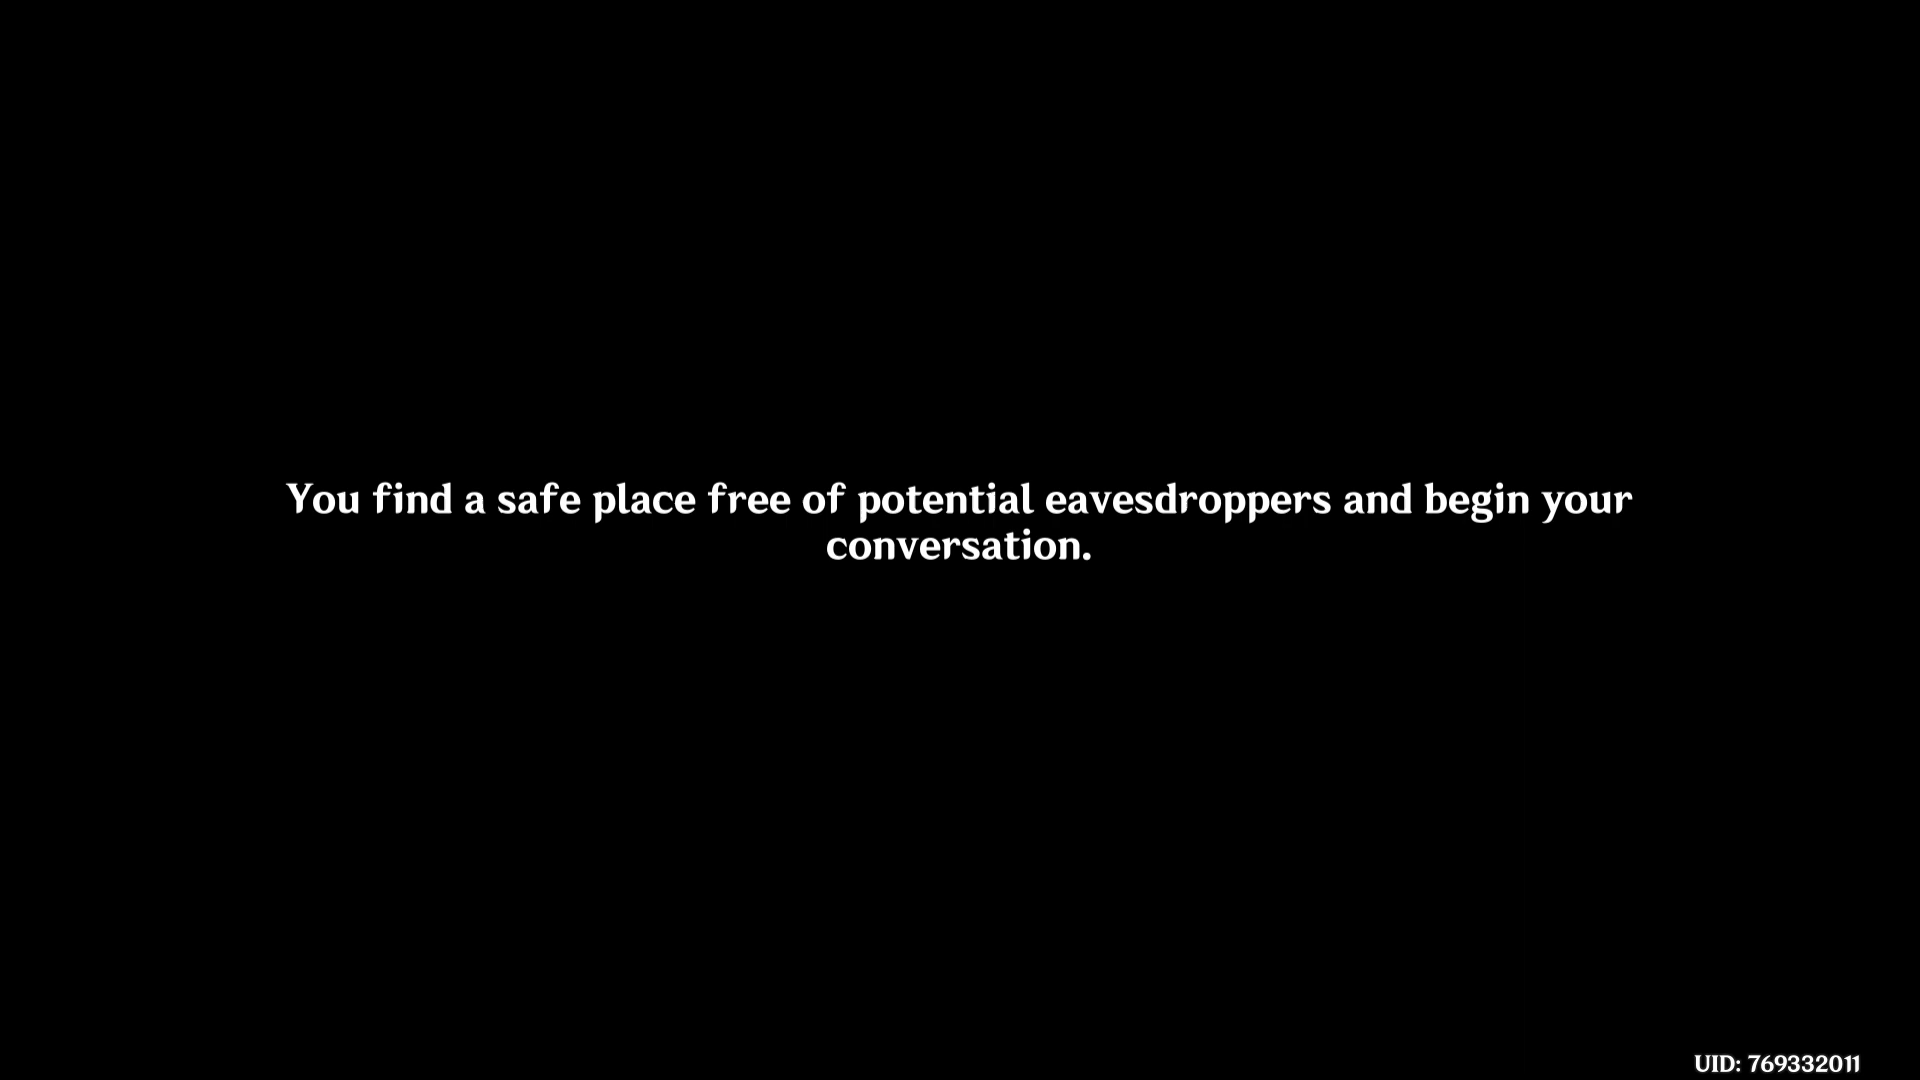 You find a safe place free of potential eavesdroppers and begin your
conversation.
UID: 769332011